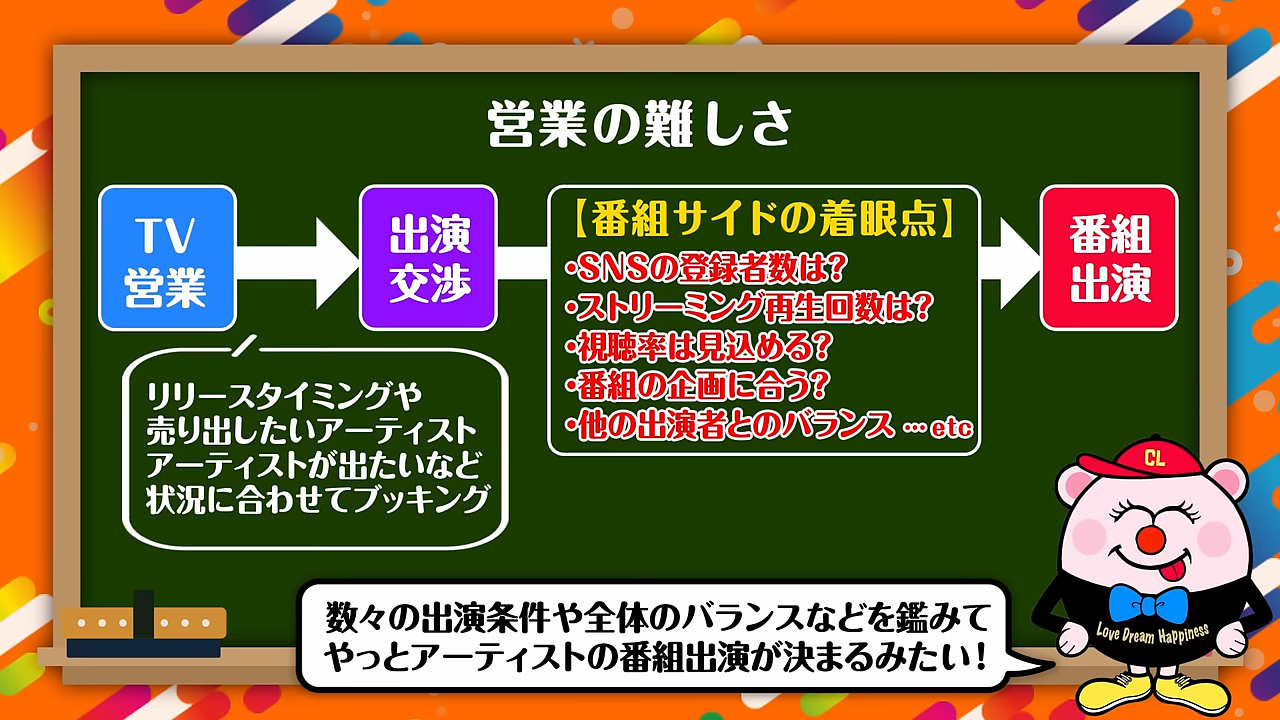 営業の難しさ
TV
営業
出演
交渉
【番組サイドの着眼点】
・SNSの登録者数は?
・ストリーミング再生回数は?
・視聴率は見込める?
・番組の企画に合う?
・他の出演者とのバランス …etc
番組
出演
リリースタイミングや
売り出したいアーティスト
アーティストが出たいなど
状況に合わせてブッキング
数々の出演条件や全体のバランスなどを鑑みて
やっとアーティストの番組出演が決まるみたい!
CL
Love Dream Happiness